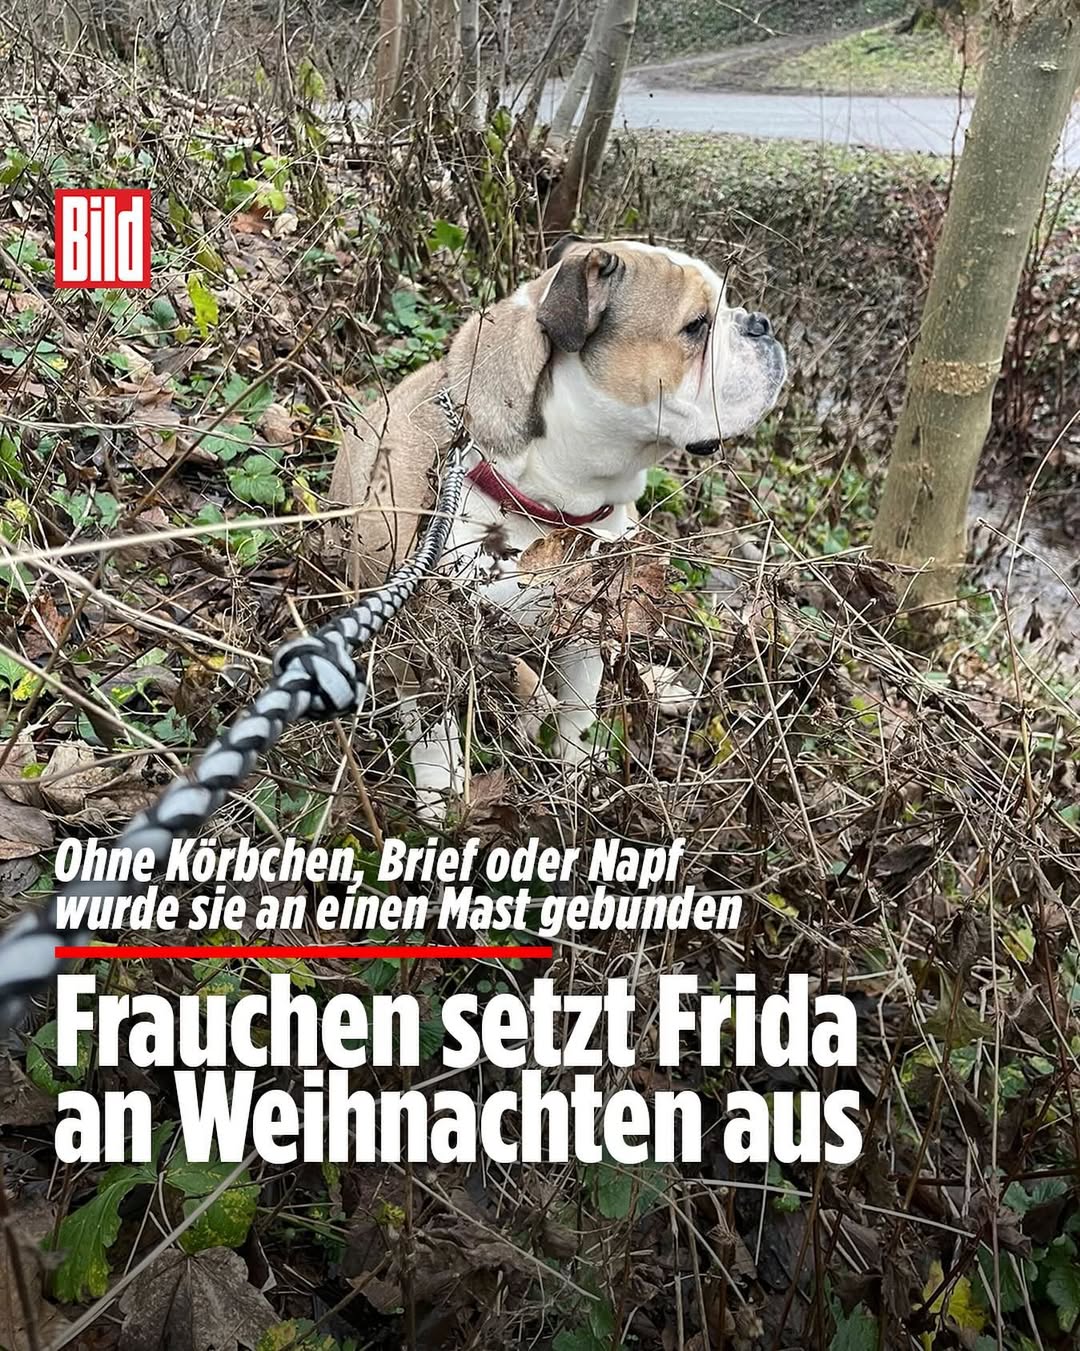 Bild
Ohne Körbchen, Brief oder Napf
wurde sie an einen Mast gebunden
Frauchen setzt Frida
an Weihnachten aus